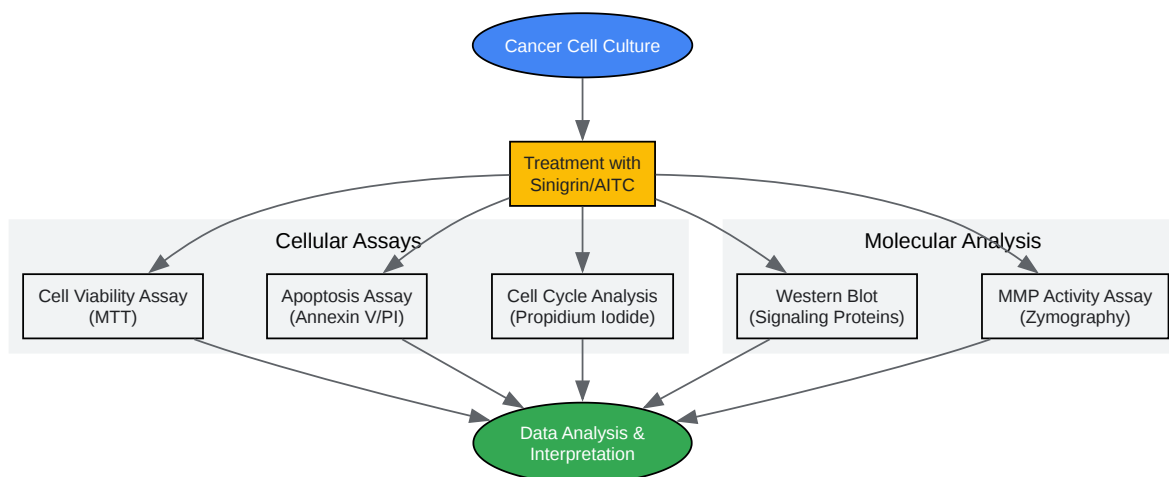 Cancer Cell Culture
Treatment with
Sinigrin/AITC
Cellular Assays
Molecular Analysis
Cell Viability Assay
(MTT)
Apoptosis Assay
(Annexin V/PI)
Cell Cycle Analysis
(Propidium Iodide)
Western Blot
(Signaling Proteins)
MMP Activity Assay
(Zymography)
Data Analysis &
Interpretation